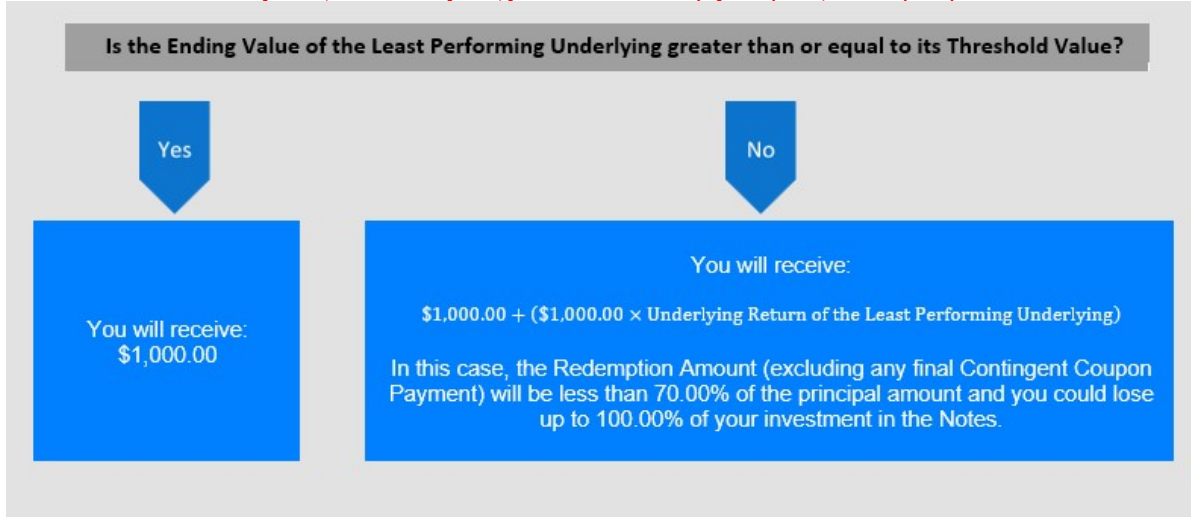 Is the Ending Value of the Least Performing Underlying greater than or equal to its Threshold Value?
Yes
No
You will receive:
$1,000.00
You will receive:
$1,000.00 + ($1,000.00 × Underlying Return of the Least Performing Underlying)
In this case, the Redemption Amount (excluding any final Contingent Coupon
Payment) will be less than 70.00% of the principal amount and you could lose
up to 100.00% of your investment in the Notes.